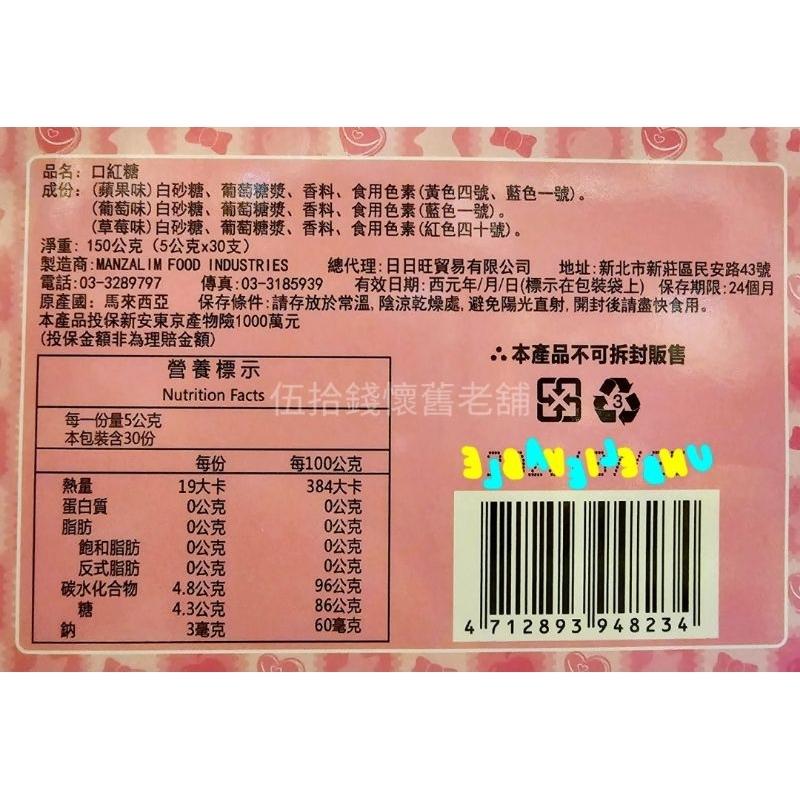 品名: 口紅糖
成份: (蘋果味)白砂糖、葡萄糖漿、香料、食用色素(黃色四號、藍色一號)。
(葡萄味)白砂糖、葡萄糖漿、香料、食用色素(藍色一號)。
(草莓味)白砂糖、葡萄糖漿、香料、食用色素(紅色四十號)。
淨重: 150公克 (5公克x30支)
製造商:MANZALIM FOOD INDUSTRIES 總代理:日日旺貿易有限公司 地址:新北市新莊區民安路43號
電話:03-3289797 傳真:03-3185939 有效日期:西元年/月/日(標示在包裝袋上) 保存期限:24個月
原產國: 馬來西亞 保存條件:請存放於常溫,陰涼乾燥處,避免陽光直射,開封後請盡快食用。
本產品投保新安東京產物險1000萬元
(投保金額非為理賠金額)
∴本產品不可拆封販售
營養標示
Nutrition Facts
伍拾錢懷舊老舖
3
每一份量5公克
本包裝含30份
每份 每100公克
熱量 19大卡 384大卡
蛋白質 0公克 0公克
脂肪 0公克 0公克
飽和脂肪 0公克 0公克
反式脂肪 0公克 0公克
碳水化合物 4.8公克 96公克
糖 4.3公克 86公克
鈉 3毫克 60毫克
UNBELIEVABLE
4 712893 948234